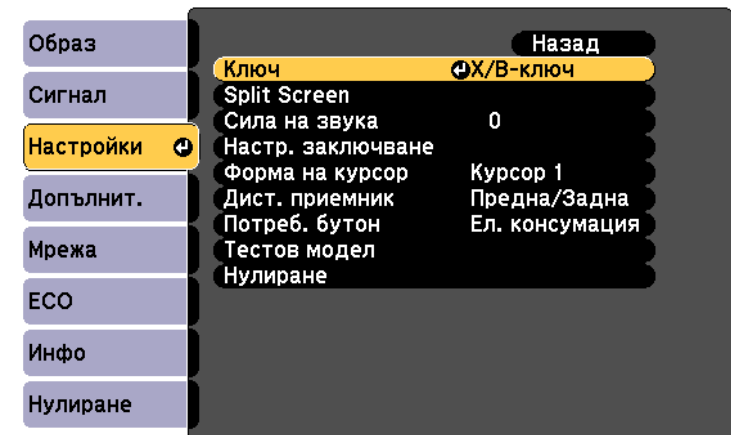 Образ
Сигнал
Настройки
Допълнит.
Мрежа
ECO
Инфо
Нулиране
Назад
Ключ Х/В-ключ
Split Screen
Сила на звука 0
Настр. заключване
Форма на курсор Курсор 1
Дист. приемник Предна/Задна
Потреб. бутон Ел. консумация
Тестов модел
Нулиране